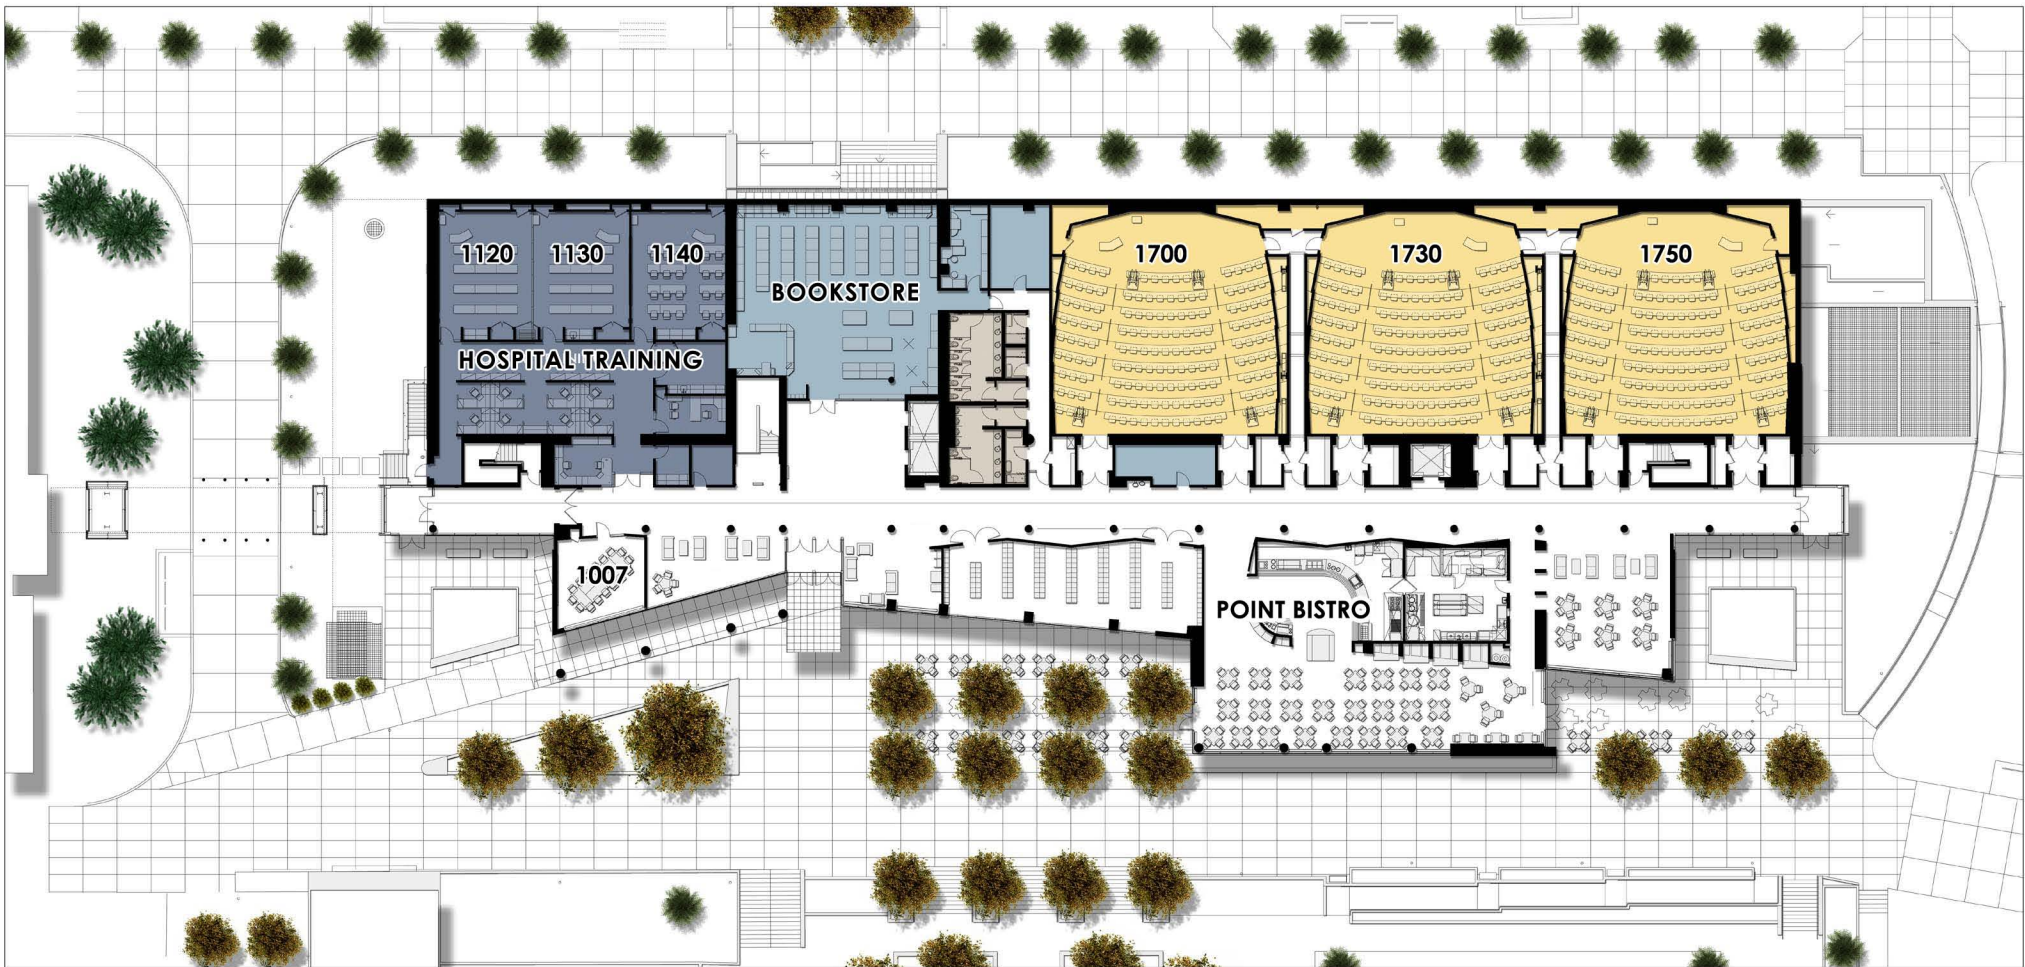 1120
1130
1140
1700
1730
1750
BOOKSTORE
HOSPITAL TRAINING
1007
POINT BISTRO